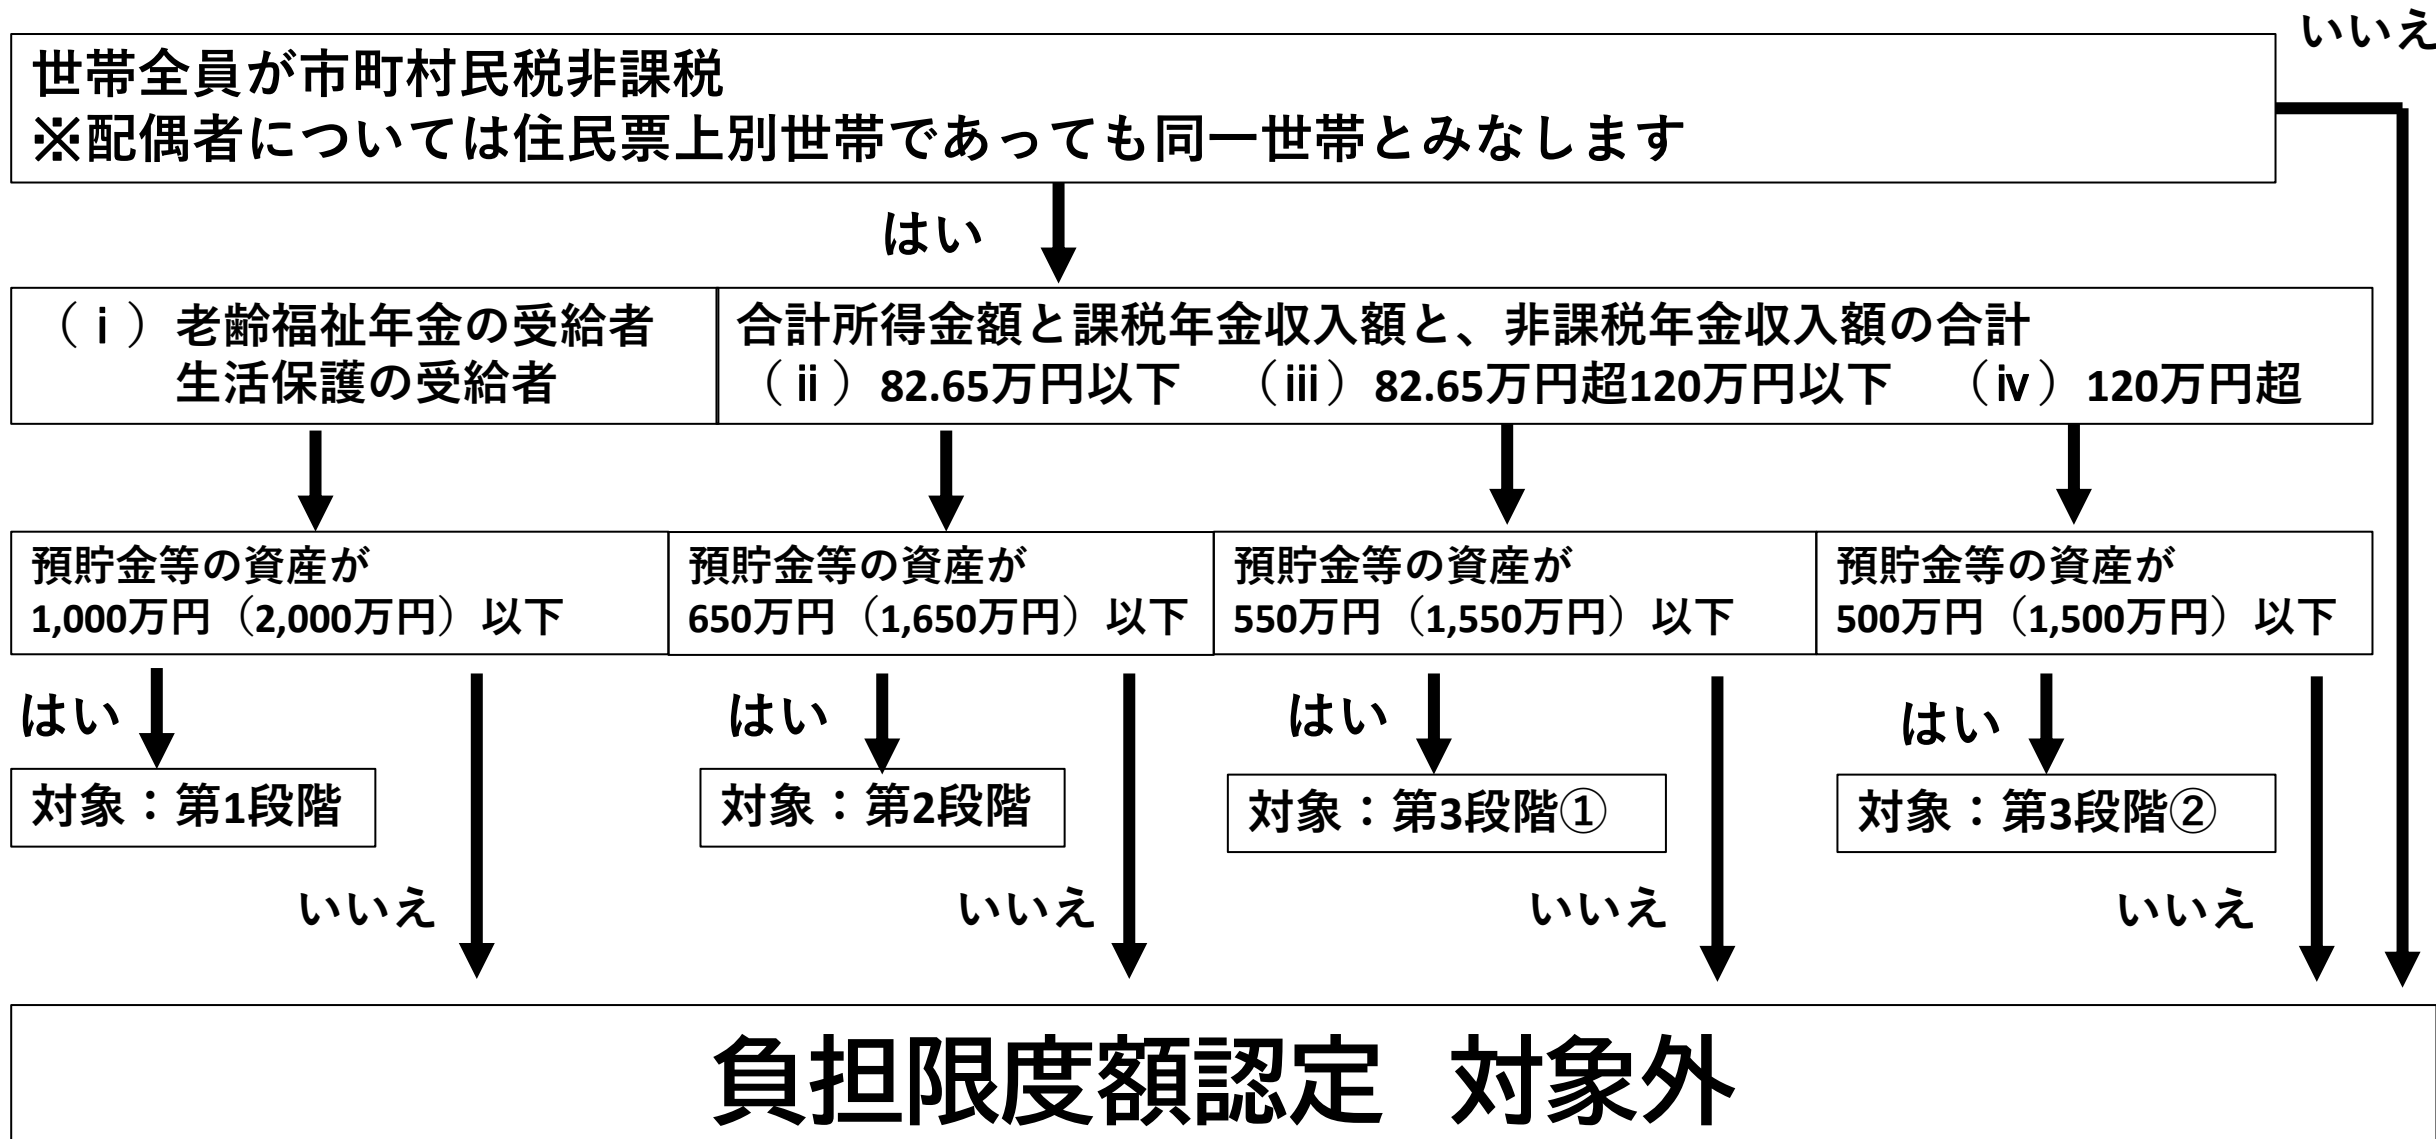 いいえ
世帯全員が市町村民税非課税
※配偶者については住民票上別世帯であっても同一世帯とみなします
はい
（ⅰ）老齢福祉年金の受給者
生活保護の受給者
合計所得金額と課税年金収入額と、非課税年金収入額の合計
（ⅱ）82.65万円以下　（ⅲ）82.65万円超120万円以下　（ⅳ）120万円超
預貯金等の資産が
1,000万円（2,000万円）以下
預貯金等の資産が
650万円（1,650万円）以下
預貯金等の資産が
550万円（1,550万円）以下
預貯金等の資産が
500万円（1,500万円）以下
はい
はい
はい
はい
対象：第1段階
対象：第2段階
対象：第3段階①
対象：第3段階②
いいえ
いいえ
いいえ
いいえ
負担限度額認定　対象外